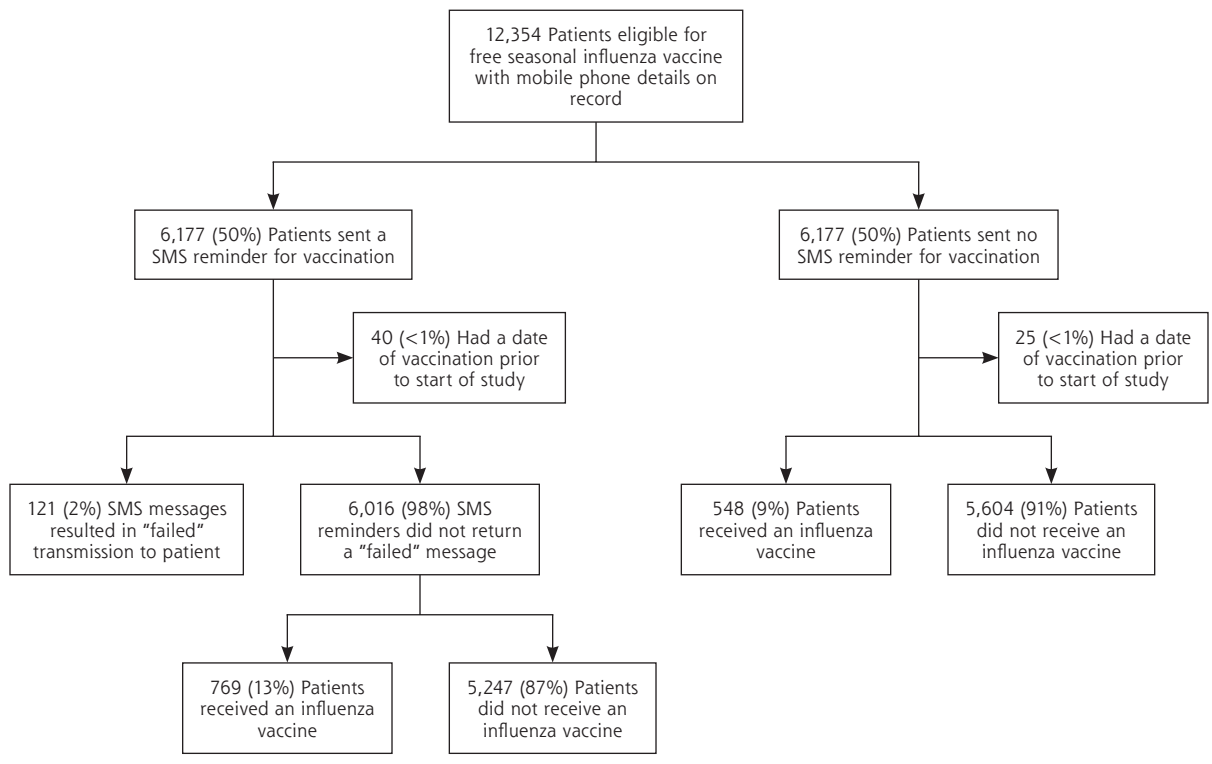 12,354 Patients eligible for
free seasonal influenza vaccine
with mobile phone details on
record
6,177 (50%) Patients sent a
SMS reminder for vaccination
6,177 (50%) Patients sent no
SMS reminder for vaccination
40 (<1%) Had a date
of vaccination prior
to start of study
25 (<1%) Had a date
of vaccination prior
to start of study
121 (2%) SMS messages
resulted in “failed“
transmission to patient
6,016 (98%) SMS
reminders did not return
a “failed“ message
548 (9%) Patients
received an influenza
vaccine
5,604 (91%) Patients
did not receive an
influenza vaccine
769 (13%) Patients
received an influenza
vaccine
5,247 (87%) Patients
did not receive an
influenza vaccine